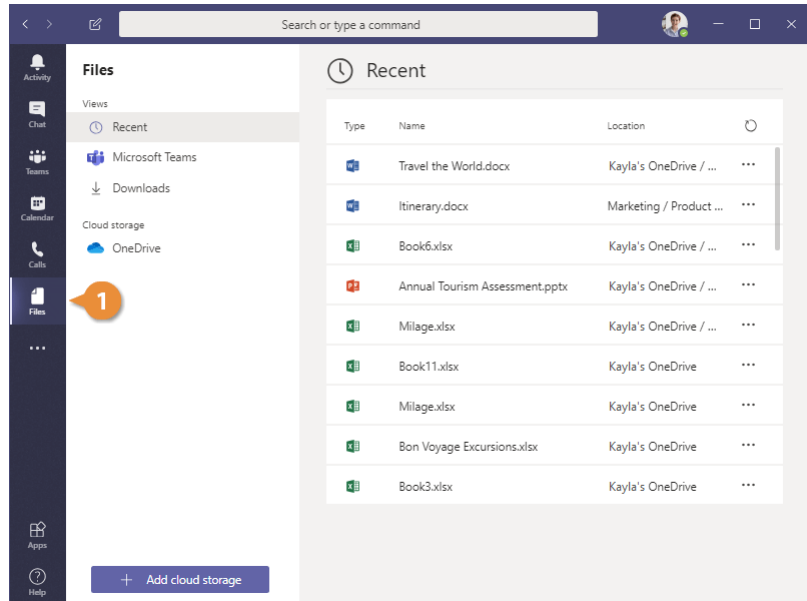 Search or type a command
Activity
Chat
Teams
Calendar
Calls
Files
Apps
Help
1
Files
Views
Recent
Microsoft Teams
Downloads
Cloud storage
OneDrive
+ Add cloud storage
Recent
Type Name Location
Travel the World.docx Kayla's OneDrive / ...
Itinerary.docx Marketing / Product ...
Book6.xlsx Kayla's OneDrive / ...
Annual Tourism Assessment.pptx Kayla's OneDrive / ...
Milage.xlsx Kayla's OneDrive / ...
Book11.xlsx Kayla's OneDrive
Milage.xlsx Kayla's OneDrive
Bon Voyage Excursions.xlsx Kayla's OneDrive
Book3.xlsx Kayla's OneDrive